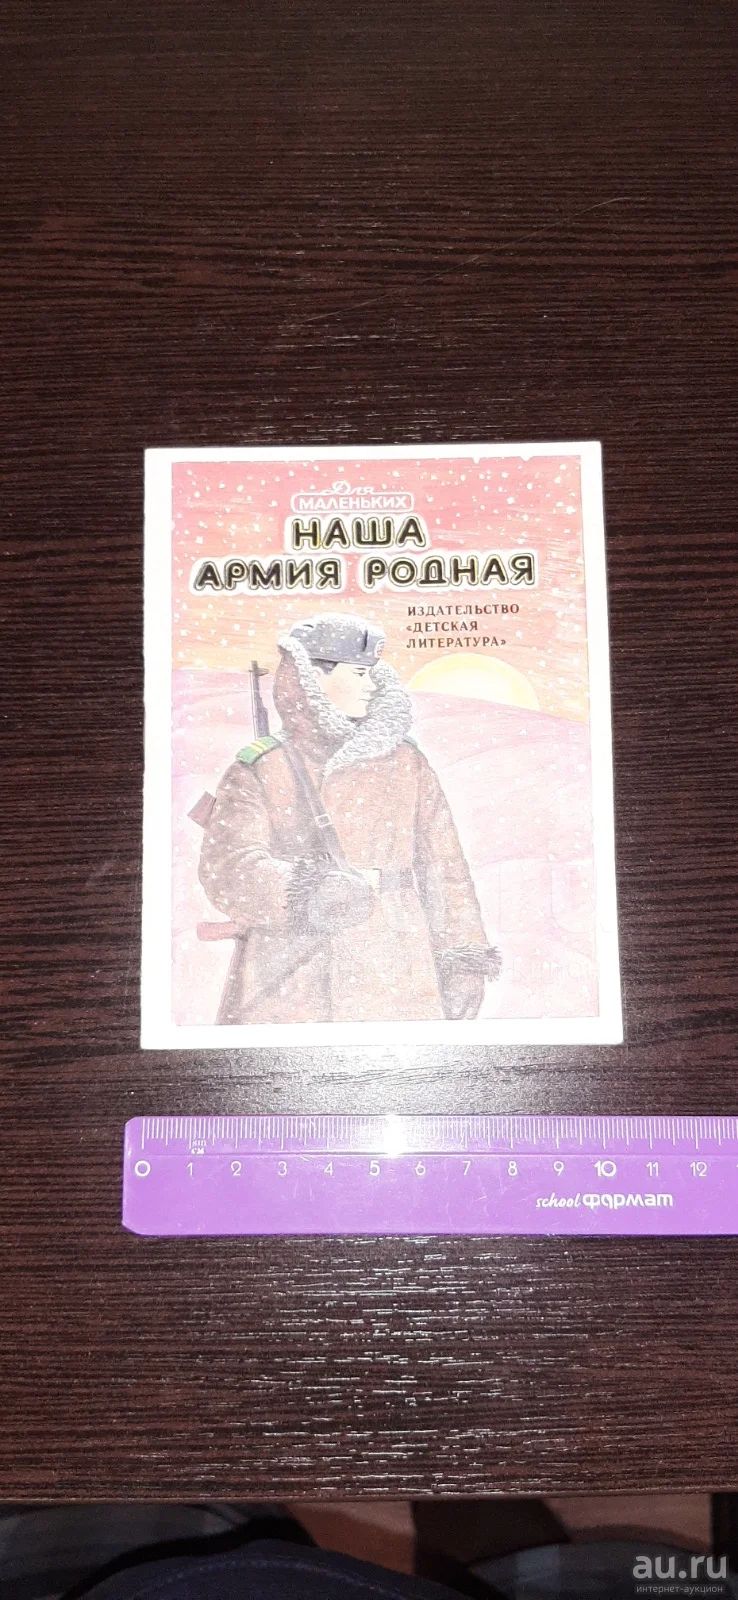 Для
МАЛЕНЬКИХ
НАША
АРМИЯ РОДНАЯ
ИЗДАТЕЛЬСТВО
«ДЕТСКАЯ
ЛИТЕРАТУРА»
0 1 2 3 4 5 6 7 8 9 10 11 12
school формат
au.ru
интернет-аукцион